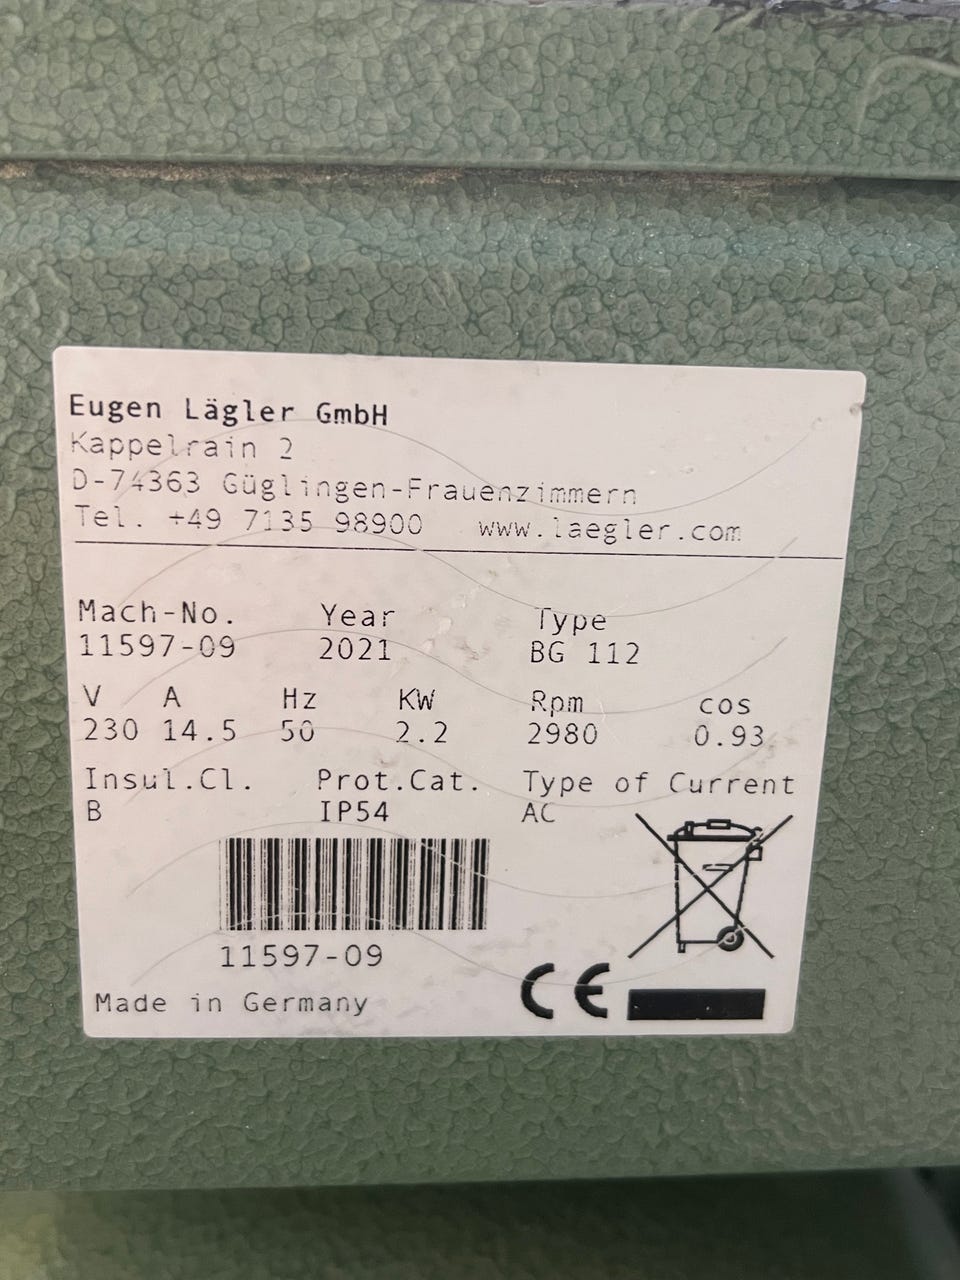 Eugen Lägler GmbH
Kappelrain 2
D-74363 Güglingen-Frauenzimmern
Tel. +49 7135 98900 www.laegler.com
Mach-No. Year Type
11597-09 2021 BG 112
V A Hz KW Rpm cos
230 14.5 50 2.2 2980 0.93
Insul.Cl. Prot.Cat. Type of Current
B IP54 AC
11597-09
Made in Germany CE